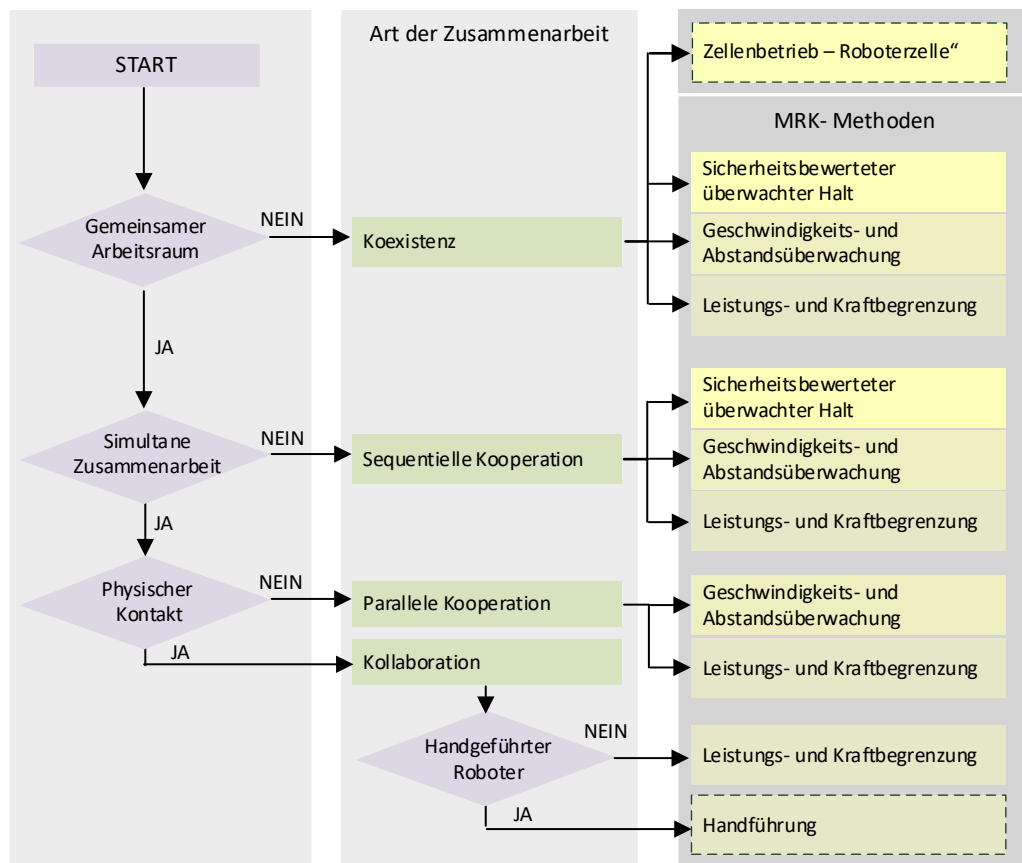 START
Art der Zusammenarbeit
Zellenbetrieb – Roboterzelle“
MRK- Methoden
Gemeinsamer
Arbeitsraum
NEIN
Koexistenz
Sicherheitsbewerteter
überwachter Halt
Geschwindigkeits- und
Abstandsüberwachung
Leistungs- und Kraftbegrenzung
JA
Simultane
Zusammenarbeit
NEIN
Sequentielle Kooperation
Sicherheitsbewerteter
überwachter Halt
Geschwindigkeits- und
Abstandsüberwachung
Leistungs- und Kraftbegrenzung
JA
Physischer
Kontakt
NEIN
Parallele Kooperation
Geschwindigkeits- und
Abstandsüberwachung
Leistungs- und Kraftbegrenzung
JA
Kollaboration
Handgeführter
Roboter
NEIN
Leistungs- und Kraftbegrenzung
JA
Handführung